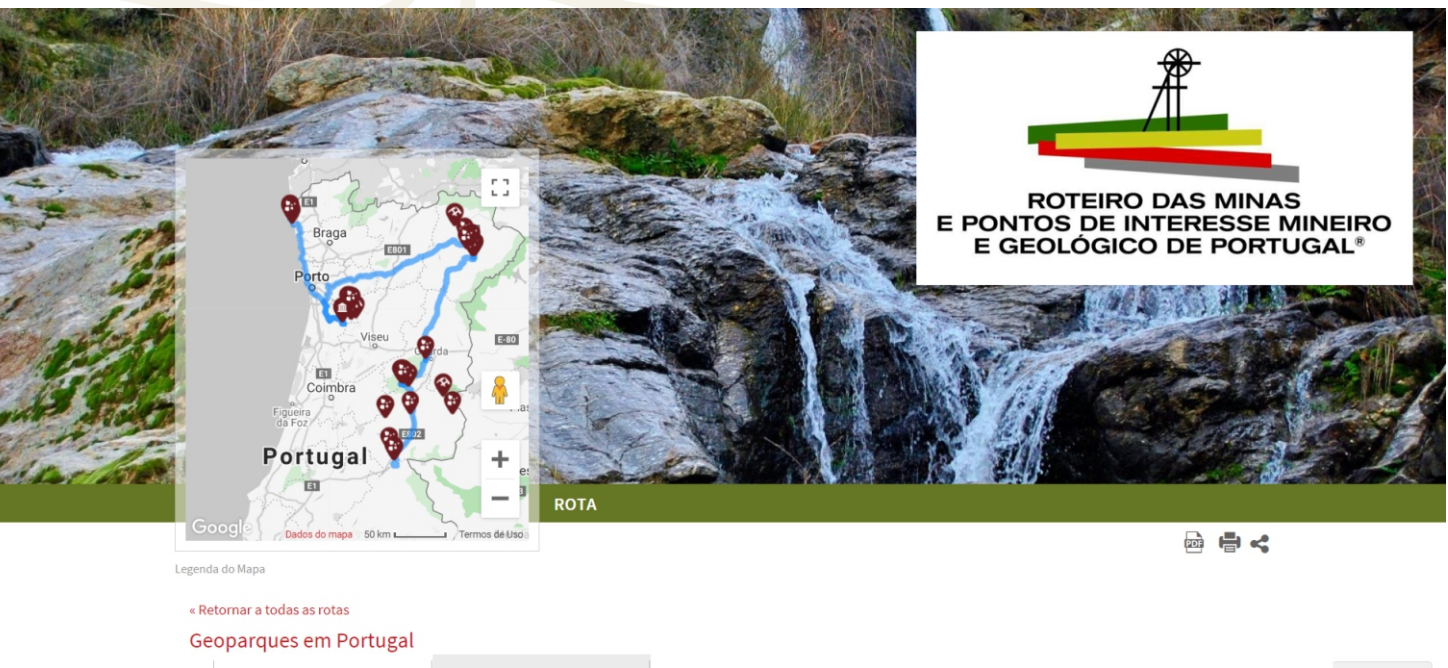 ROTEIRO DAS MINAS
E PONTOS DE INTERESSE MINEIRO
E GEOLÓGICO DE PORTUGAL®
E1
Braga
E801
Porto
Viseu
E-80
E1
Coimbra
Figueira
da Foz
E802
Portugal
E1
Google
Dados do mapa
50 km
Termos de Uso
ROTA
PDF
Legenda do Mapa
« Retornar a todas as rotas
Geoparques em Portugal